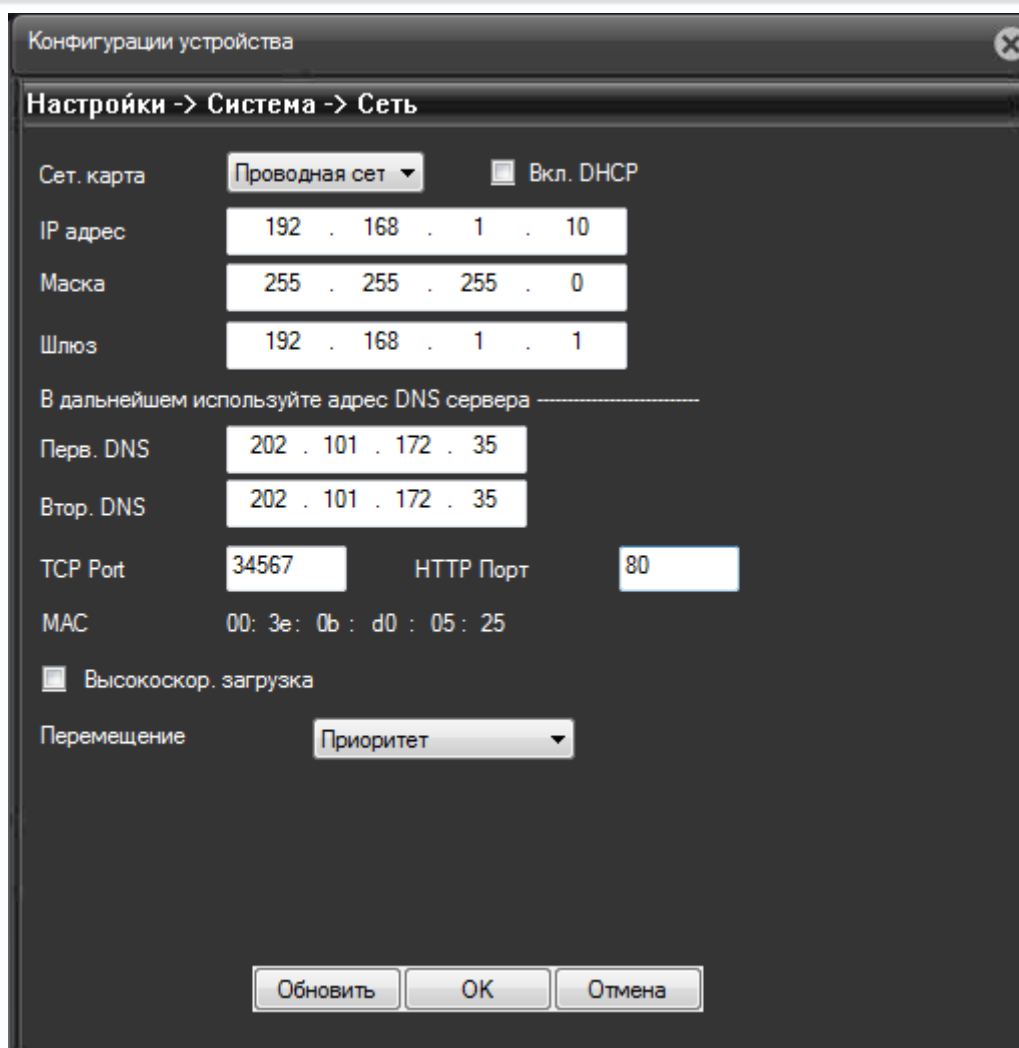 Конфигурации устройства
Настройки -> Система -> Сеть
Сет. карта Проводная сет Вкл. DHCP
IP адрес 192 . 168 . 1 . 10
Маска 255 . 255 . 255 . 0
Шлюз 192 . 168 . 1 . 1
В дальнейшем используйте адрес DNS сервера ---------------------------
Перв. DNS 202 . 101 . 172 . 35
Втор. DNS 202 . 101 . 172 . 35
TCP Port 34567 HTTP Порт 80
MAC 00: 3e: 0b : d0 : 05 : 25
Высокоскор. загрузка
Перемещение Приоритет
Обновить OK Отмена